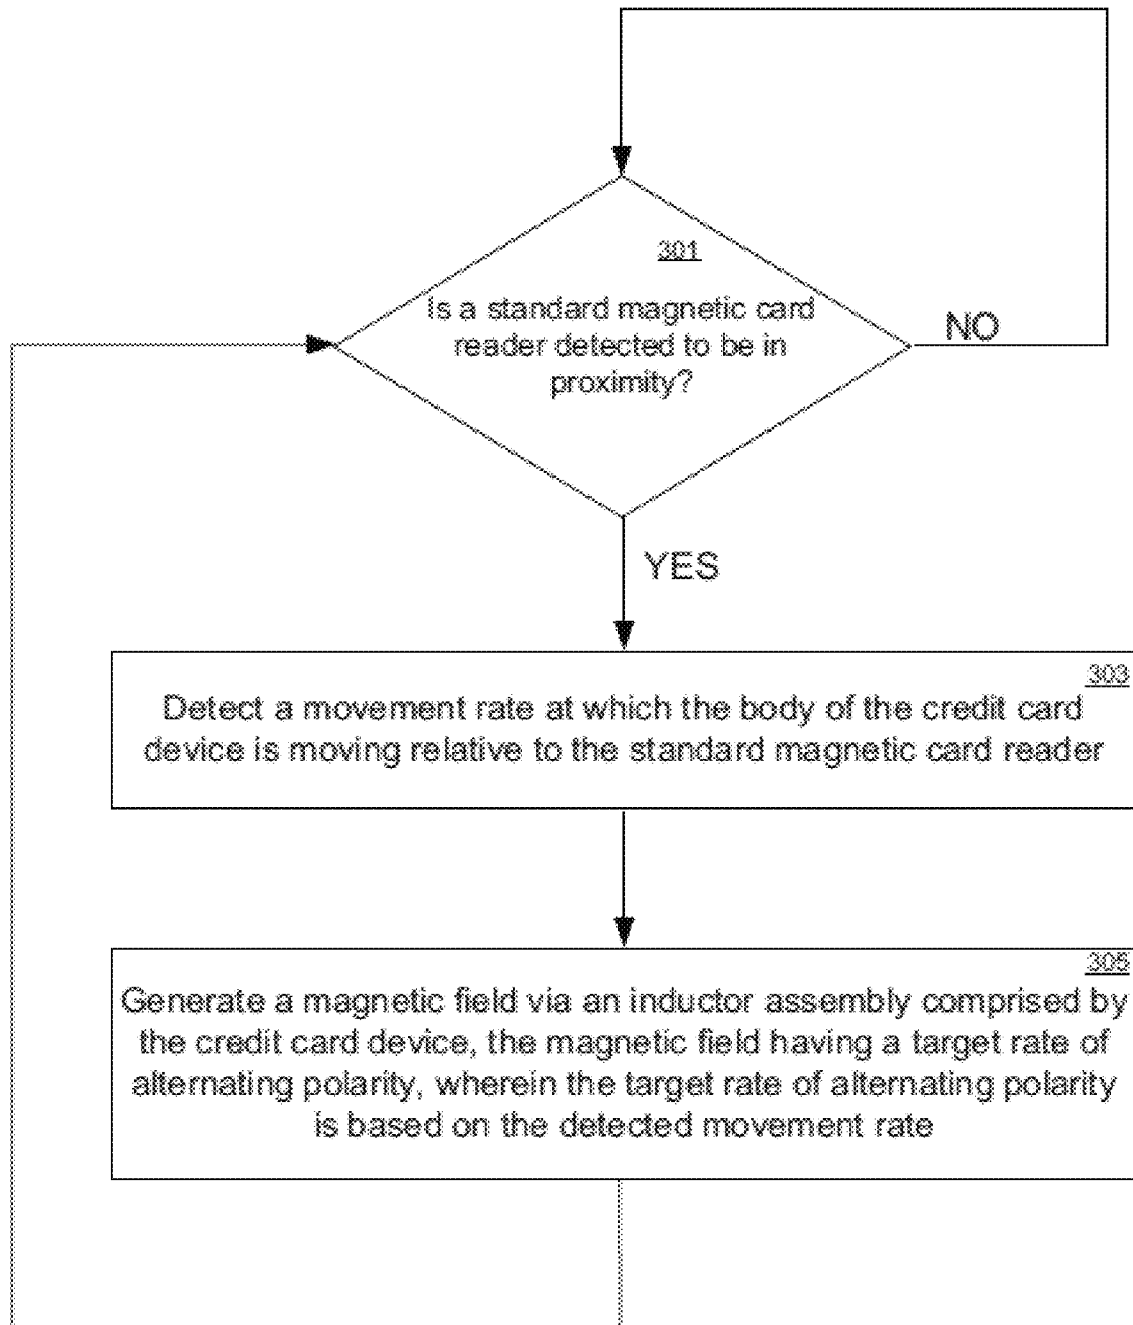 301
Is a standard magnetic card
reader detected to be in
proximity?
NO
YES
303
Detect a movement rate at which the body of the credit card
device is moving relative to the standard magnetic card reader
305
Generate a magnetic field via an inductor assembly comprised by
the credit card device, the magnetic field having a target rate of
alternating polarity, wherein the target rate of alternating polarity
is based on the detected movement rate